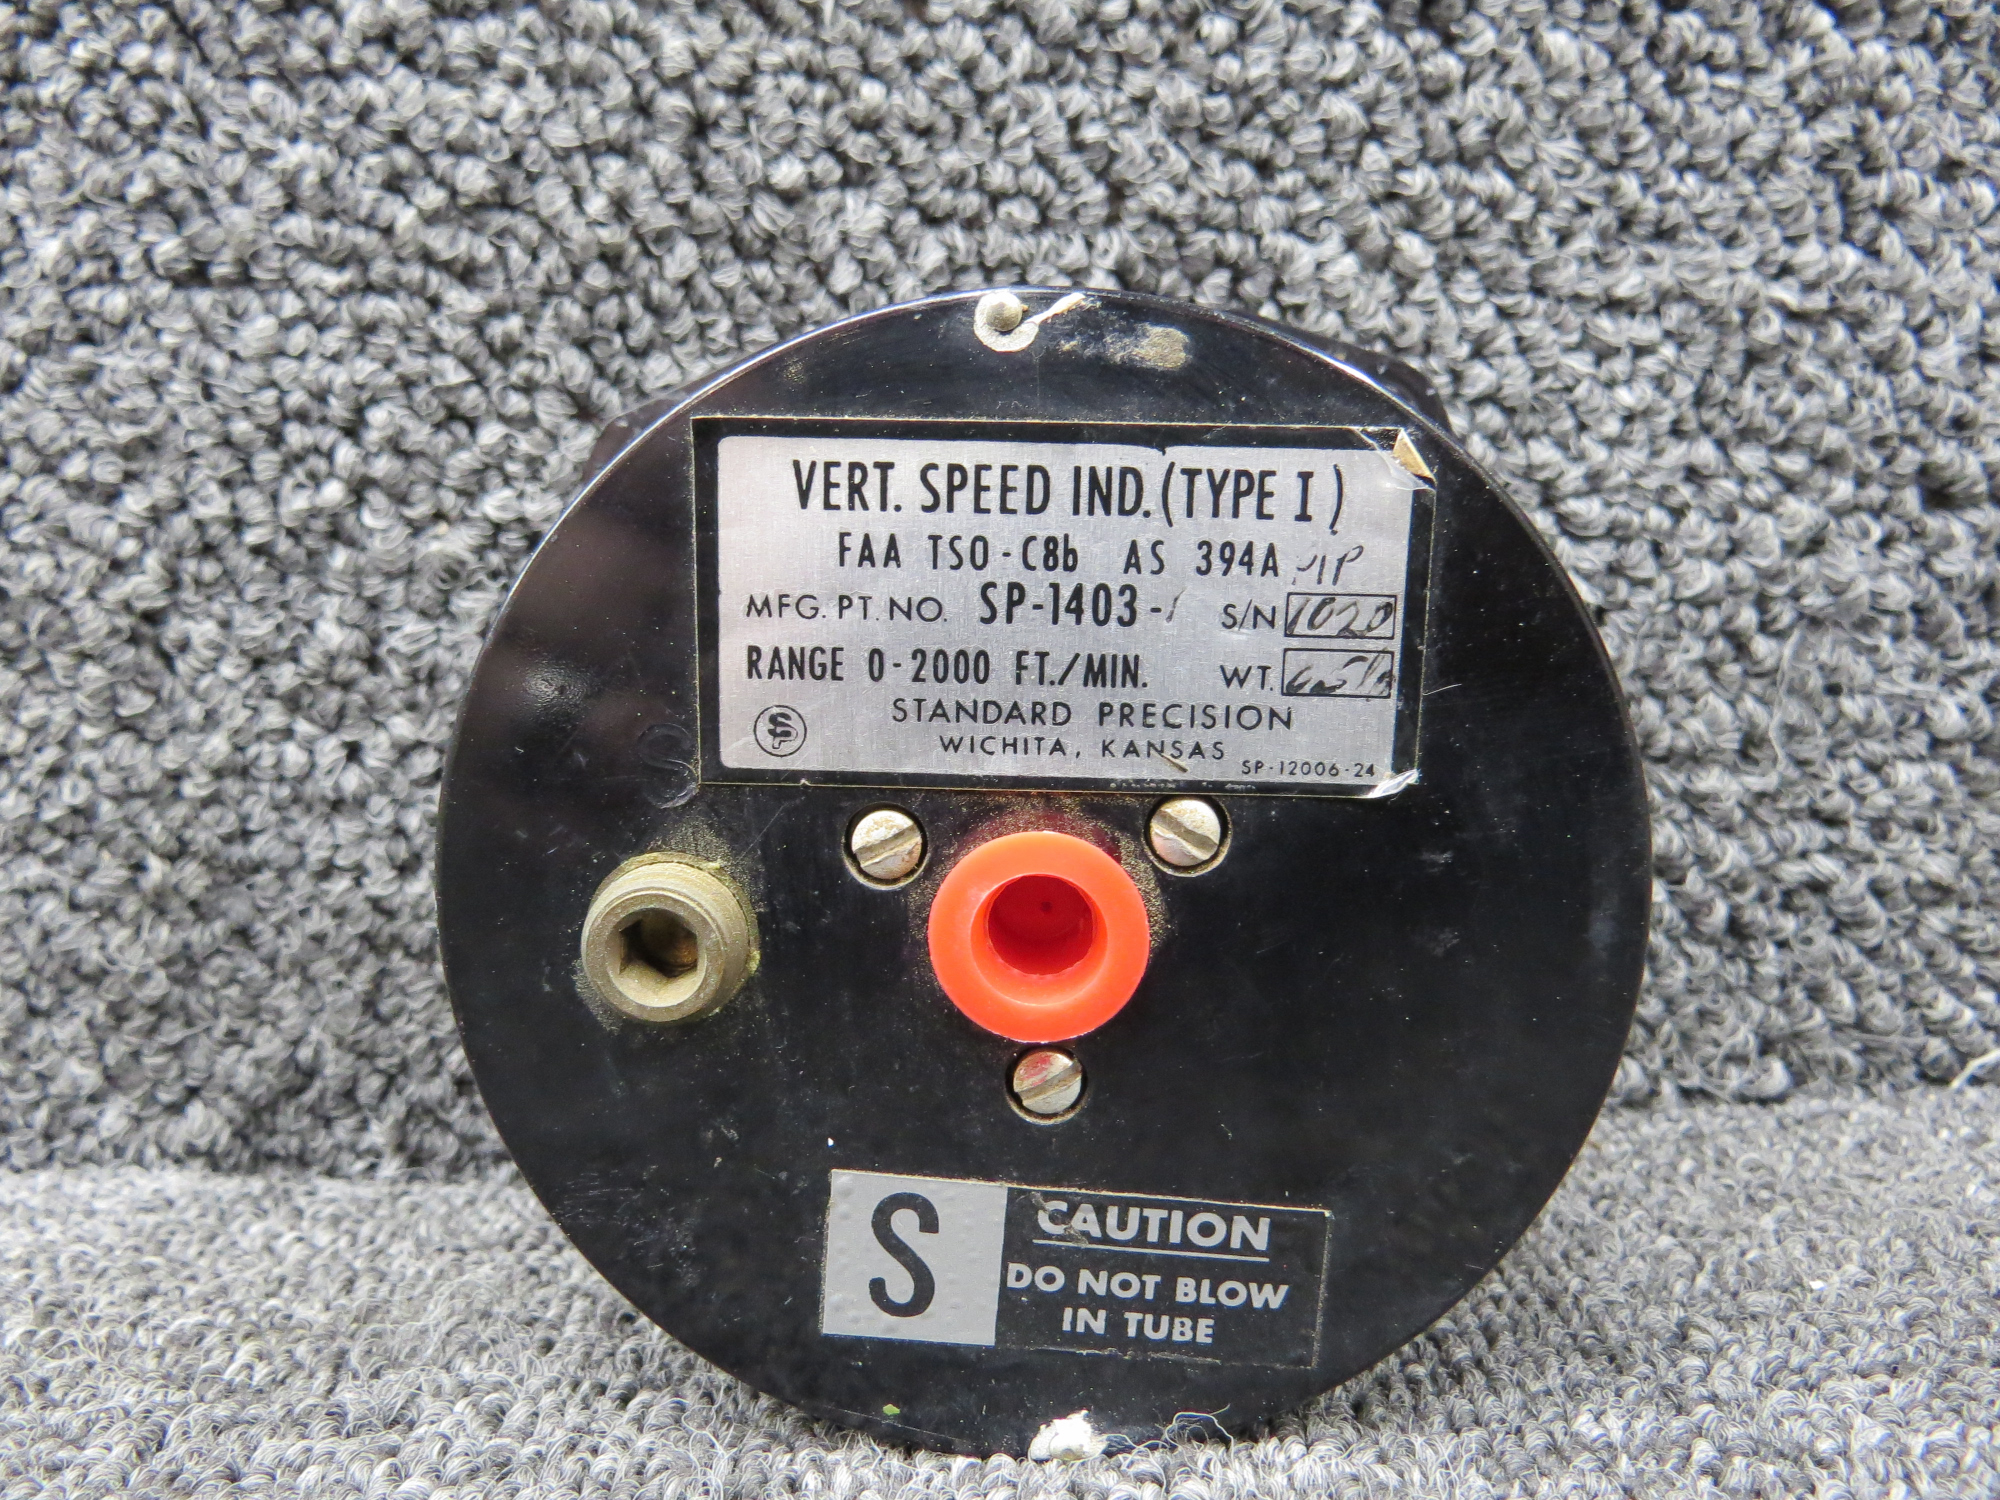 VERT. SPEED IND. (TYPE I)
FAA TSO-C8b AS 394A
MFG. PT. NO. SP-1403-1 S/N 1020
RANGE 0-2000 FT./MIN. WT.
STANDARD PRECISION
WICHITA, KANSAS
SP-12006-24
S
S
CAUTION
DO NOT BLOW
IN TUBE